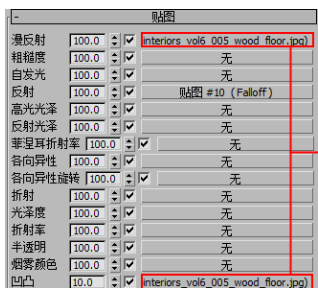 - 贴图
漫反射 100.0 interiors_vol6_005_wood_floor.jpg)
粗糙度 100.0 无
自发光 100.0 无
反射 100.0 贴图 #10 (Falloff)
高光光泽 100.0 无
反射光泽 100.0 无
菲涅耳折射率 100.0 无
各向异性 100.0 无
各向异性旋转 100.0 无
折射 100.0 无
光泽度 100.0 无
折射率 100.0 无
半透明 100.0 无
烟雾颜色 100.0 无
凹凸 10.0 interiors_vol6_005_wood_floor.jpg)